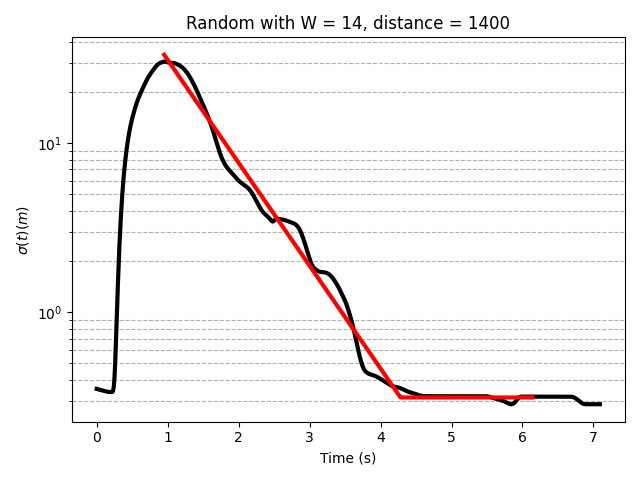 Random with W = 14, distance = 1400
σ(t)(m)
10¹
10⁰
0 1 2 3 4 5 6 7
Time (s)